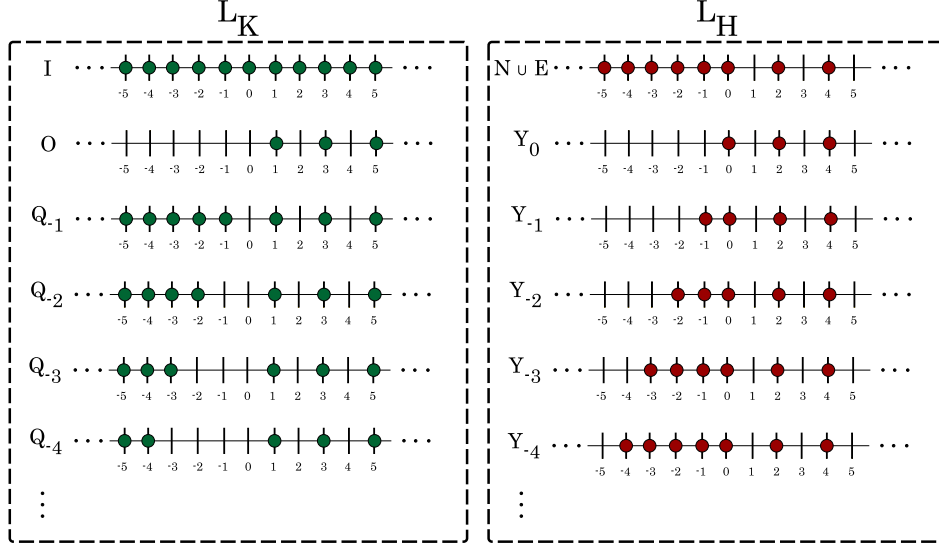 L_K
I ··· -5 -4 -3 -2 -1 0 1 2 3 4 5 ···
O ··· -5 -4 -3 -2 -1 0 1 2 3 4 5 ···
Q_-1 ··· -5 -4 -3 -2 -1 0 1 2 3 4 5 ···
Q_-2 ··· -5 -4 -3 -2 -1 0 1 2 3 4 5 ···
Q_-3 ··· -5 -4 -3 -2 -1 0 1 2 3 4 5 ···
Q_-4 ··· -5 -4 -3 -2 -1 0 1 2 3 4 5 ···
⋮
L_H
N ∪ E ··· -5 -4 -3 -2 -1 0 1 2 3 4 5 ···
Y_0 ··· -5 -4 -3 -2 -1 0 1 2 3 4 5 ···
Y_-1 ··· -5 -4 -3 -2 -1 0 1 2 3 4 5 ···
Y_-2 ··· -5 -4 -3 -2 -1 0 1 2 3 4 5 ···
Y_-3 ··· -5 -4 -3 -2 -1 0 1 2 3 4 5 ···
Y_-4 ··· -5 -4 -3 -2 -1 0 1 2 3 4 5 ···
⋮